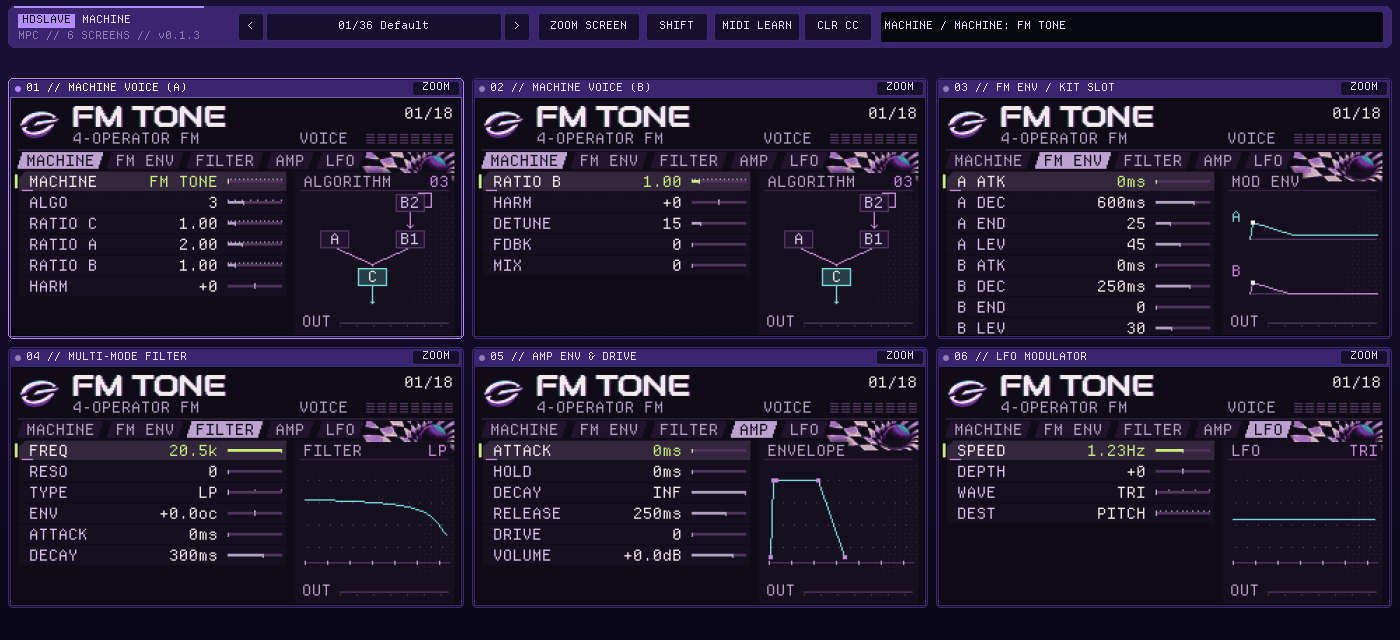 HDSLAVE MACHINE
MPC // 6 SCREENS // v0.1.3
< 01/36 Default > ZOOM SCREEN SHIFT MIDI LEARN CLR CC MACHINE / MACHINE: FM TONE
01 // MACHINE VOICE (A) ZOOM
FM TONE 01/18
4-OPERATOR FM VOICE
MACHINE FM ENV FILTER AMP LFO
MACHINE FM TONE ALGORITHM 03
ALGO 3 B2
RATIO C 1.00
RATIO A 2.00 A B1
RATIO B 1.00 C
HARM +0
OUT
02 // MACHINE VOICE (B) ZOOM
FM TONE 01/18
4-OPERATOR FM VOICE
MACHINE FM ENV FILTER AMP LFO
RATIO B 1.00 ALGORITHM 03
HARM +0 B2
DETUNE 15
FDBK 0 A B1
MIX 0 C
OUT
03 // FM ENV / KIT SLOT ZOOM
FM TONE 01/18
4-OPERATOR FM VOICE
MACHINE FM ENV FILTER AMP LFO
A ATK 0ms MOD ENV
A DEC 600ms A
A END 25
A LEV 45
B ATK 0ms B
B DEC 250ms
B END 0
B LEV 30 OUT
04 // MULTI-MODE FILTER ZOOM
FM TONE 01/18
4-OPERATOR FM VOICE
MACHINE FM ENV FILTER AMP LFO
FREQ 20.5k FILTER LP
RESO 0
TYPE LP
ENV +0.0oc
ATTACK 0ms
DECAY 300ms
OUT
05 // AMP ENV & DRIVE ZOOM
FM TONE 01/18
4-OPERATOR FM VOICE
MACHINE FM ENV FILTER AMP LFO
ATTACK 0ms ENVELOPE
HOLD 0ms
DECAY INF
RELEASE 250ms
DRIVE 0
VOLUME +0.0dB
OUT
06 // LFO MODULATOR ZOOM
FM TONE 01/18
4-OPERATOR FM VOICE
MACHINE FM ENV FILTER AMP LFO
SPEED 1.23Hz LFO TRI
DEPTH +0
WAVE TRI
DEST PITCH
OUT